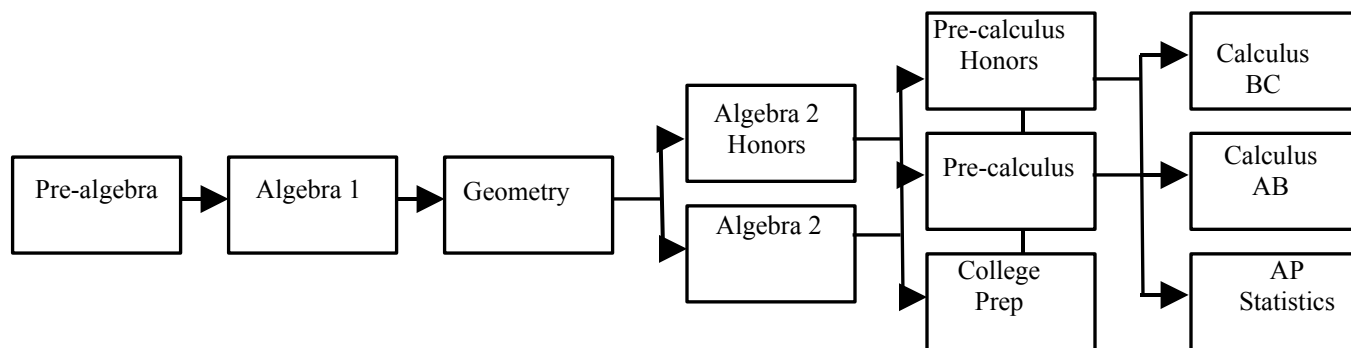 Pre-algebra
Algebra 1
Geometry
Algebra 2
Honors
Algebra 2
Pre-calculus
Honors
Pre-calculus
College
Prep
Calculus
BC
Calculus
AB
AP
Statistics